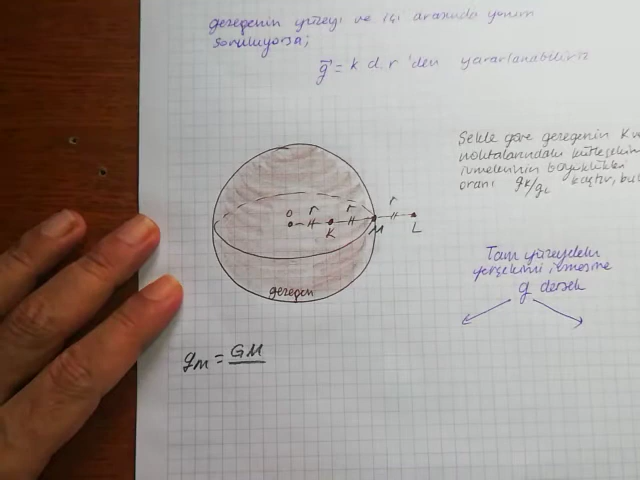 gezegenin yüzeyi ve içi arasında yorum
soruluyorsa;
g = k d. r 'den yararlanabiliriz
Şekle göre gezegenin K ve
noktalarındaki kütleçekim
ivmelerinin büyüklükleri
oranı gK/gL kaçtır, bul
O r r r
K M L
gezegen
Tam yüzeydeki
yerçekimi ivmesine
g dersek
gM = GM